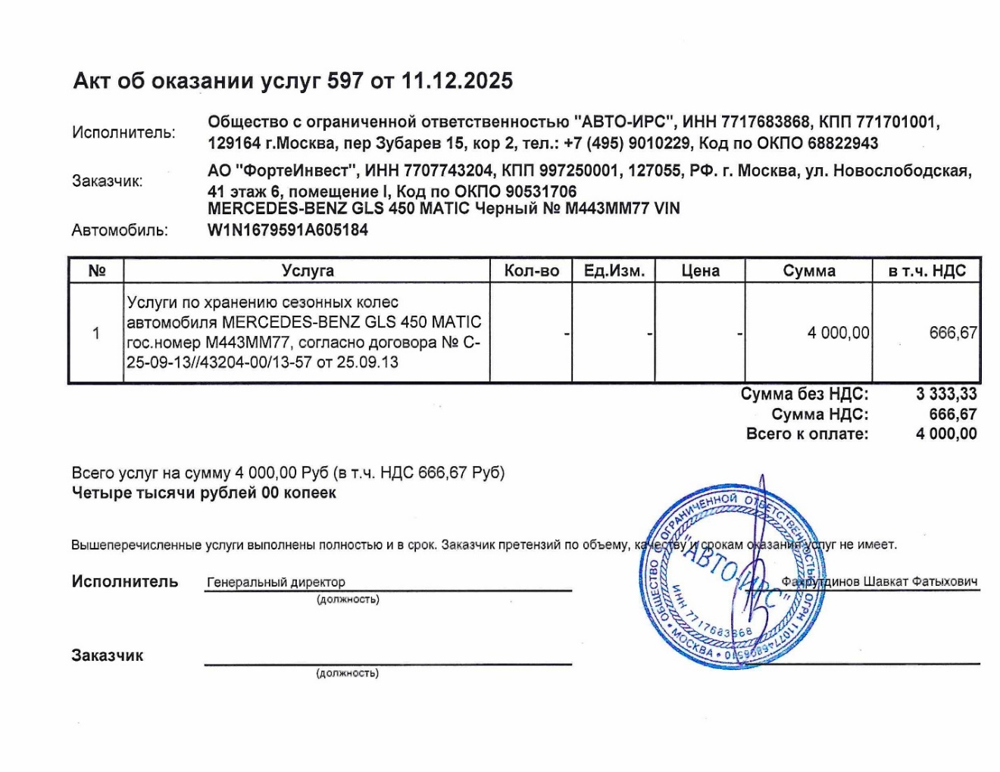 Акт об оказании услуг 597 от 11.12.2025
Исполнитель:
Общество с ограниченной ответственностью "АВТО-ИРС", ИНН 7717683868, КПП 771701001,
129164 г.Москва, пер Зубарев 15, кор 2, тел.: +7 (495) 9010229, Код по ОКПО 68822943
Заказчик:
АО "ФортеИнвест", ИНН 7707743204, КПП 997250001, 127055, РФ. г. Москва, ул. Новослободская,
41 этаж 6, помещение I, Код по ОКПО 90531706
Автомобиль:
MERCEDES-BENZ GLS 450 MATIC Черный № М443ММ77 VIN
W1N1679591A605184
№ Услуга Кол-во Ед.Изм. Цена Сумма в т.ч. НДС
1
Услуги по хранению сезонных колес
автомобиля MERCEDES-BENZ GLS 450 MATIC
гос.номер М443ММ77, согласно договора № С-
25-09-13//43204-00/13-57 от 25.09.13
- - - 4 000,00 666,67
Сумма без НДС: 3 333,33
Сумма НДС: 666,67
Всего к оплате: 4 000,00
Всего услуг на сумму 4 000,00 Руб (в т.ч. НДС 666,67 Руб)
Четыре тысячи рублей 00 копеек
Вышеперечисленные услуги выполнены полностью и в срок. Заказчик претензий по объему, качеству и срокам оказания услуг не имеет.
Исполнитель Генеральный директор Фахрутдинов Шавкат Фатыхович
(должность)
Заказчик
(должность)
ОБЩЕСТВО С ОГРАНИЧЕННОЙ ОТВЕТСТВЕННОСТЬЮ
ОГРН
МОСКВА
"АВТО-ИРС"
ИНН 7717683868